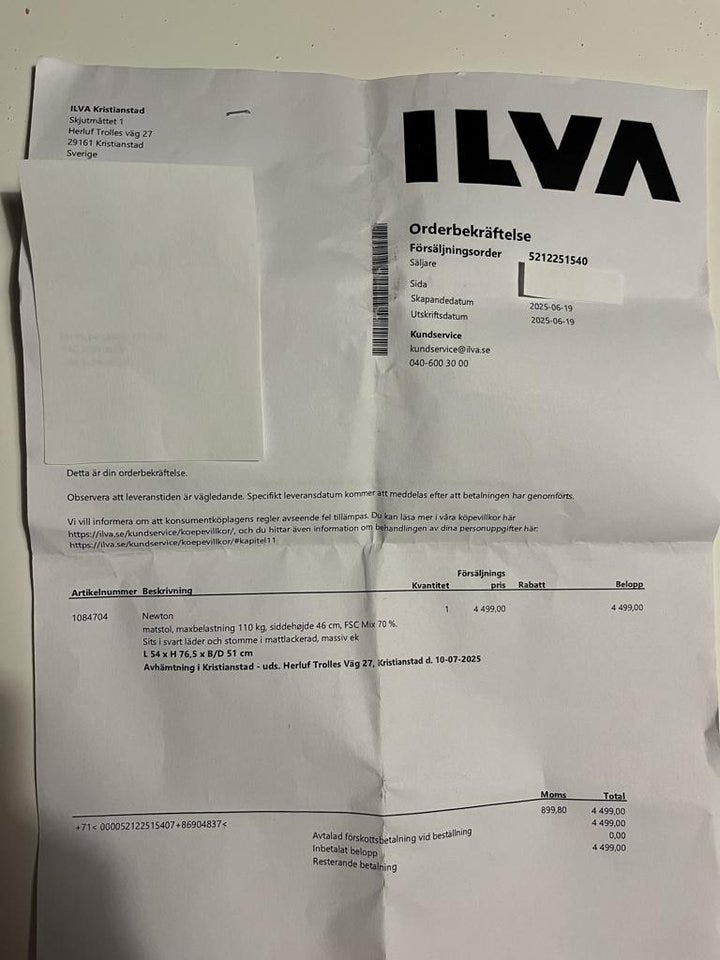 ILVA Kristianstad
Skjutmåttet 1
Herluf Trolles väg 27
29161 Kristianstad
Sverige
ILVA
Orderbekräftelse
Försäljningsorder 5212251540
Säljare
Sida
Skapandedatum 2025-06-19
Utskriftsdatum 2025-06-19
Kundservice
kundservice@ilva.se
040-600 30 00
Detta är din orderbekräftelse.
Observera att leveranstiden är vägledande. Specifikt leveransdatum kommer att meddelas efter att betalningen har genomförts.
Vi vill informera om att konsumentköplagens regler avseende fel tillämpas. Du kan läsa mer i våra köpevillkor här
https://ilva.se/kundservice/koepevillkor/, och du hittar även information om behandlingen av dina personuppgifter här:
https://ilva.se/kundservice/koepevillkor/#kapitel11
Artikelnummer Beskrivning Kvantitet Försäljnings pris Rabatt Belopp
1084704 Newton 1 4 499,00 4 499,00
matstol, maxbelastning 110 kg, siddehøjde 46 cm, FSC Mix 70 %.
Sits i svart läder och stomme i mattlackerad, massiv ek
L 54 x H 76,5 x B/D 51 cm
Avhämtning i Kristianstad - uds. Herluf Trolles Väg 27, Kristianstad d. 10-07-2025
Moms Total
899,80 4 499,00
+71< 000052122515407+86904837<
Avtalad förskottsbetalning vid beställning 4 499,00
Inbetalat belopp 0,00
Resterande betalning 4 499,00